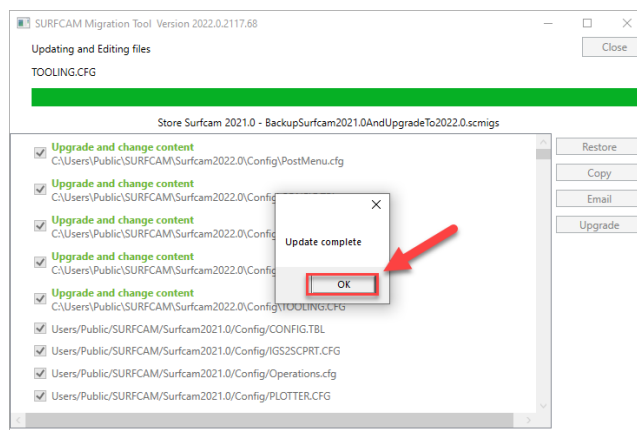 SURFCAM Migration Tool Version 2022.0.2117.68
Updating and Editing files
Close
TOOLING.CFG
Store Surfcam 2021.0 - BackupSurfcam2021.0AndUpgradeTo2022.0.scmigs
Upgrade and change content
C:\Users\Public\SURFCAM\Surfcam2022.0\Config\PostMenu.cfg
Restore
Copy
Email
Upgrade
Upgrade and change content
C:\Users\Public\SURFCAM\Surfcam2022.0\Config
Upgrade and change content
C:\Users\Public\SURFCAM\Surfcam2022.0\Config
Upgrade and change content
C:\Users\Public\SURFCAM\Surfcam2022.0\Config
Upgrade and change content
C:\Users\Public\SURFCAM\Surfcam2022.0\Config\TOOLING.CFG
Update complete
OK
Users/Public/SURFCAM/Surfcam2021.0/Config/CONFIG.TBL
Users/Public/SURFCAM/Surfcam2021.0/Config/IGS2SCPRT.CFG
Users/Public/SURFCAM/Surfcam2021.0/Config/Operations.cfg
Users/Public/SURFCAM/Surfcam2021.0/Config/PLOTTER.CFG